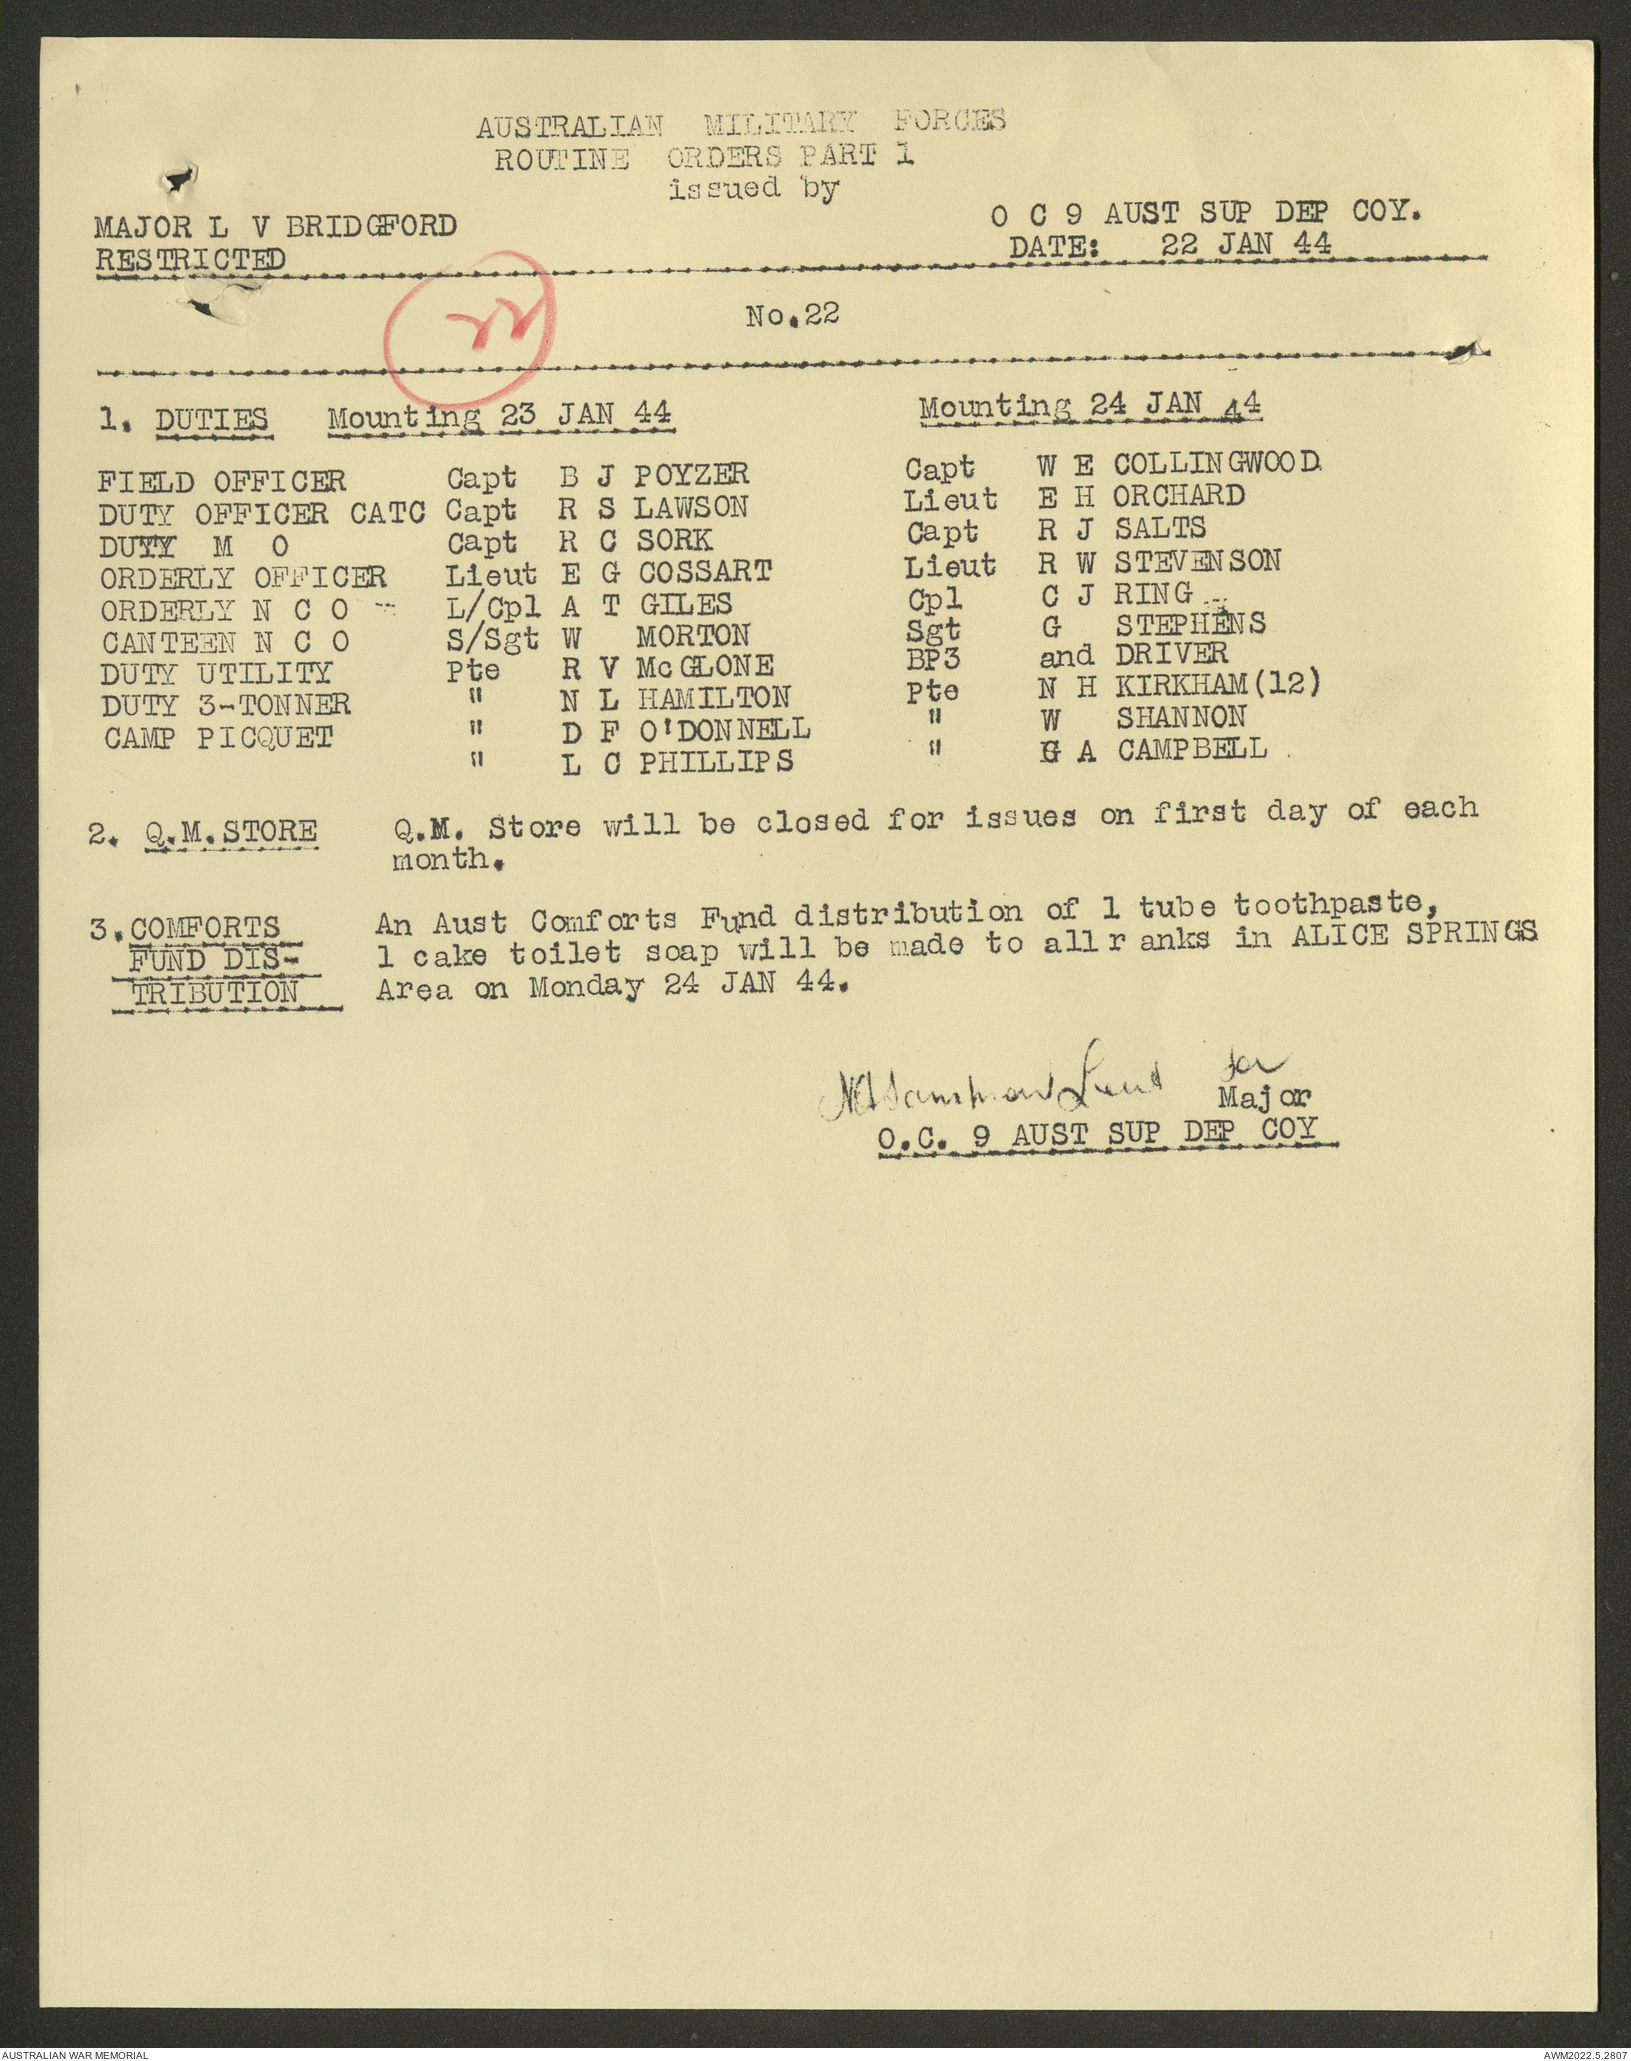 AUSTRALIAN MILITARY FORCES
ROUTINE ORDERS PART 1
issued by
MAJOR L V BRIDGFORD O C 9 AUST SUP DEP COY.
RESTRICTED DATE: 22 JAN 44
22
No.22
1. DUTIES Mounting 23 JAN 44 Mounting 24 JAN 44
FIELD OFFICER Capt B J POYZER Capt W E COLLINGWOOD
DUTY OFFICER CATC Capt R S LAWSON Lieut E H ORCHARD
DUTY M O Capt R C SORK Capt R J SALTS
ORDERLY OFFICER Lieut E G COSSART Lieut R W STEVENSON
ORDERLY N C O L/Cpl A T GILES Cpl C J RING
CANTEEN N C O S/Sgt W MORTON Sgt G STEPHENS
DUTY UTILITY Pte R V McGLONE BP3 and DRIVER
DUTY 3-TONNER " N L HAMILTON Pte N H KIRKHAM(12)
CAMP PICQUET " D F O'DONNELL " W SHANNON
" L C PHILLIPS " G A CAMPBELL
2. Q.M.STORE Q.M. Store will be closed for issues on first day of each
month.
3.COMFORTS An Aust Comforts Fund distribution of 1 tube toothpaste,
FUND DIS- 1 cake toilet soap will be made to all r anks in ALICE SPRINGS
TRIBUTION Area on Monday 24 JAN 44.
Lieut for
Major
O.C. 9 AUST SUP DEP COY
AUSTRALIAN WAR MEMORIAL AWM2022.5.2807